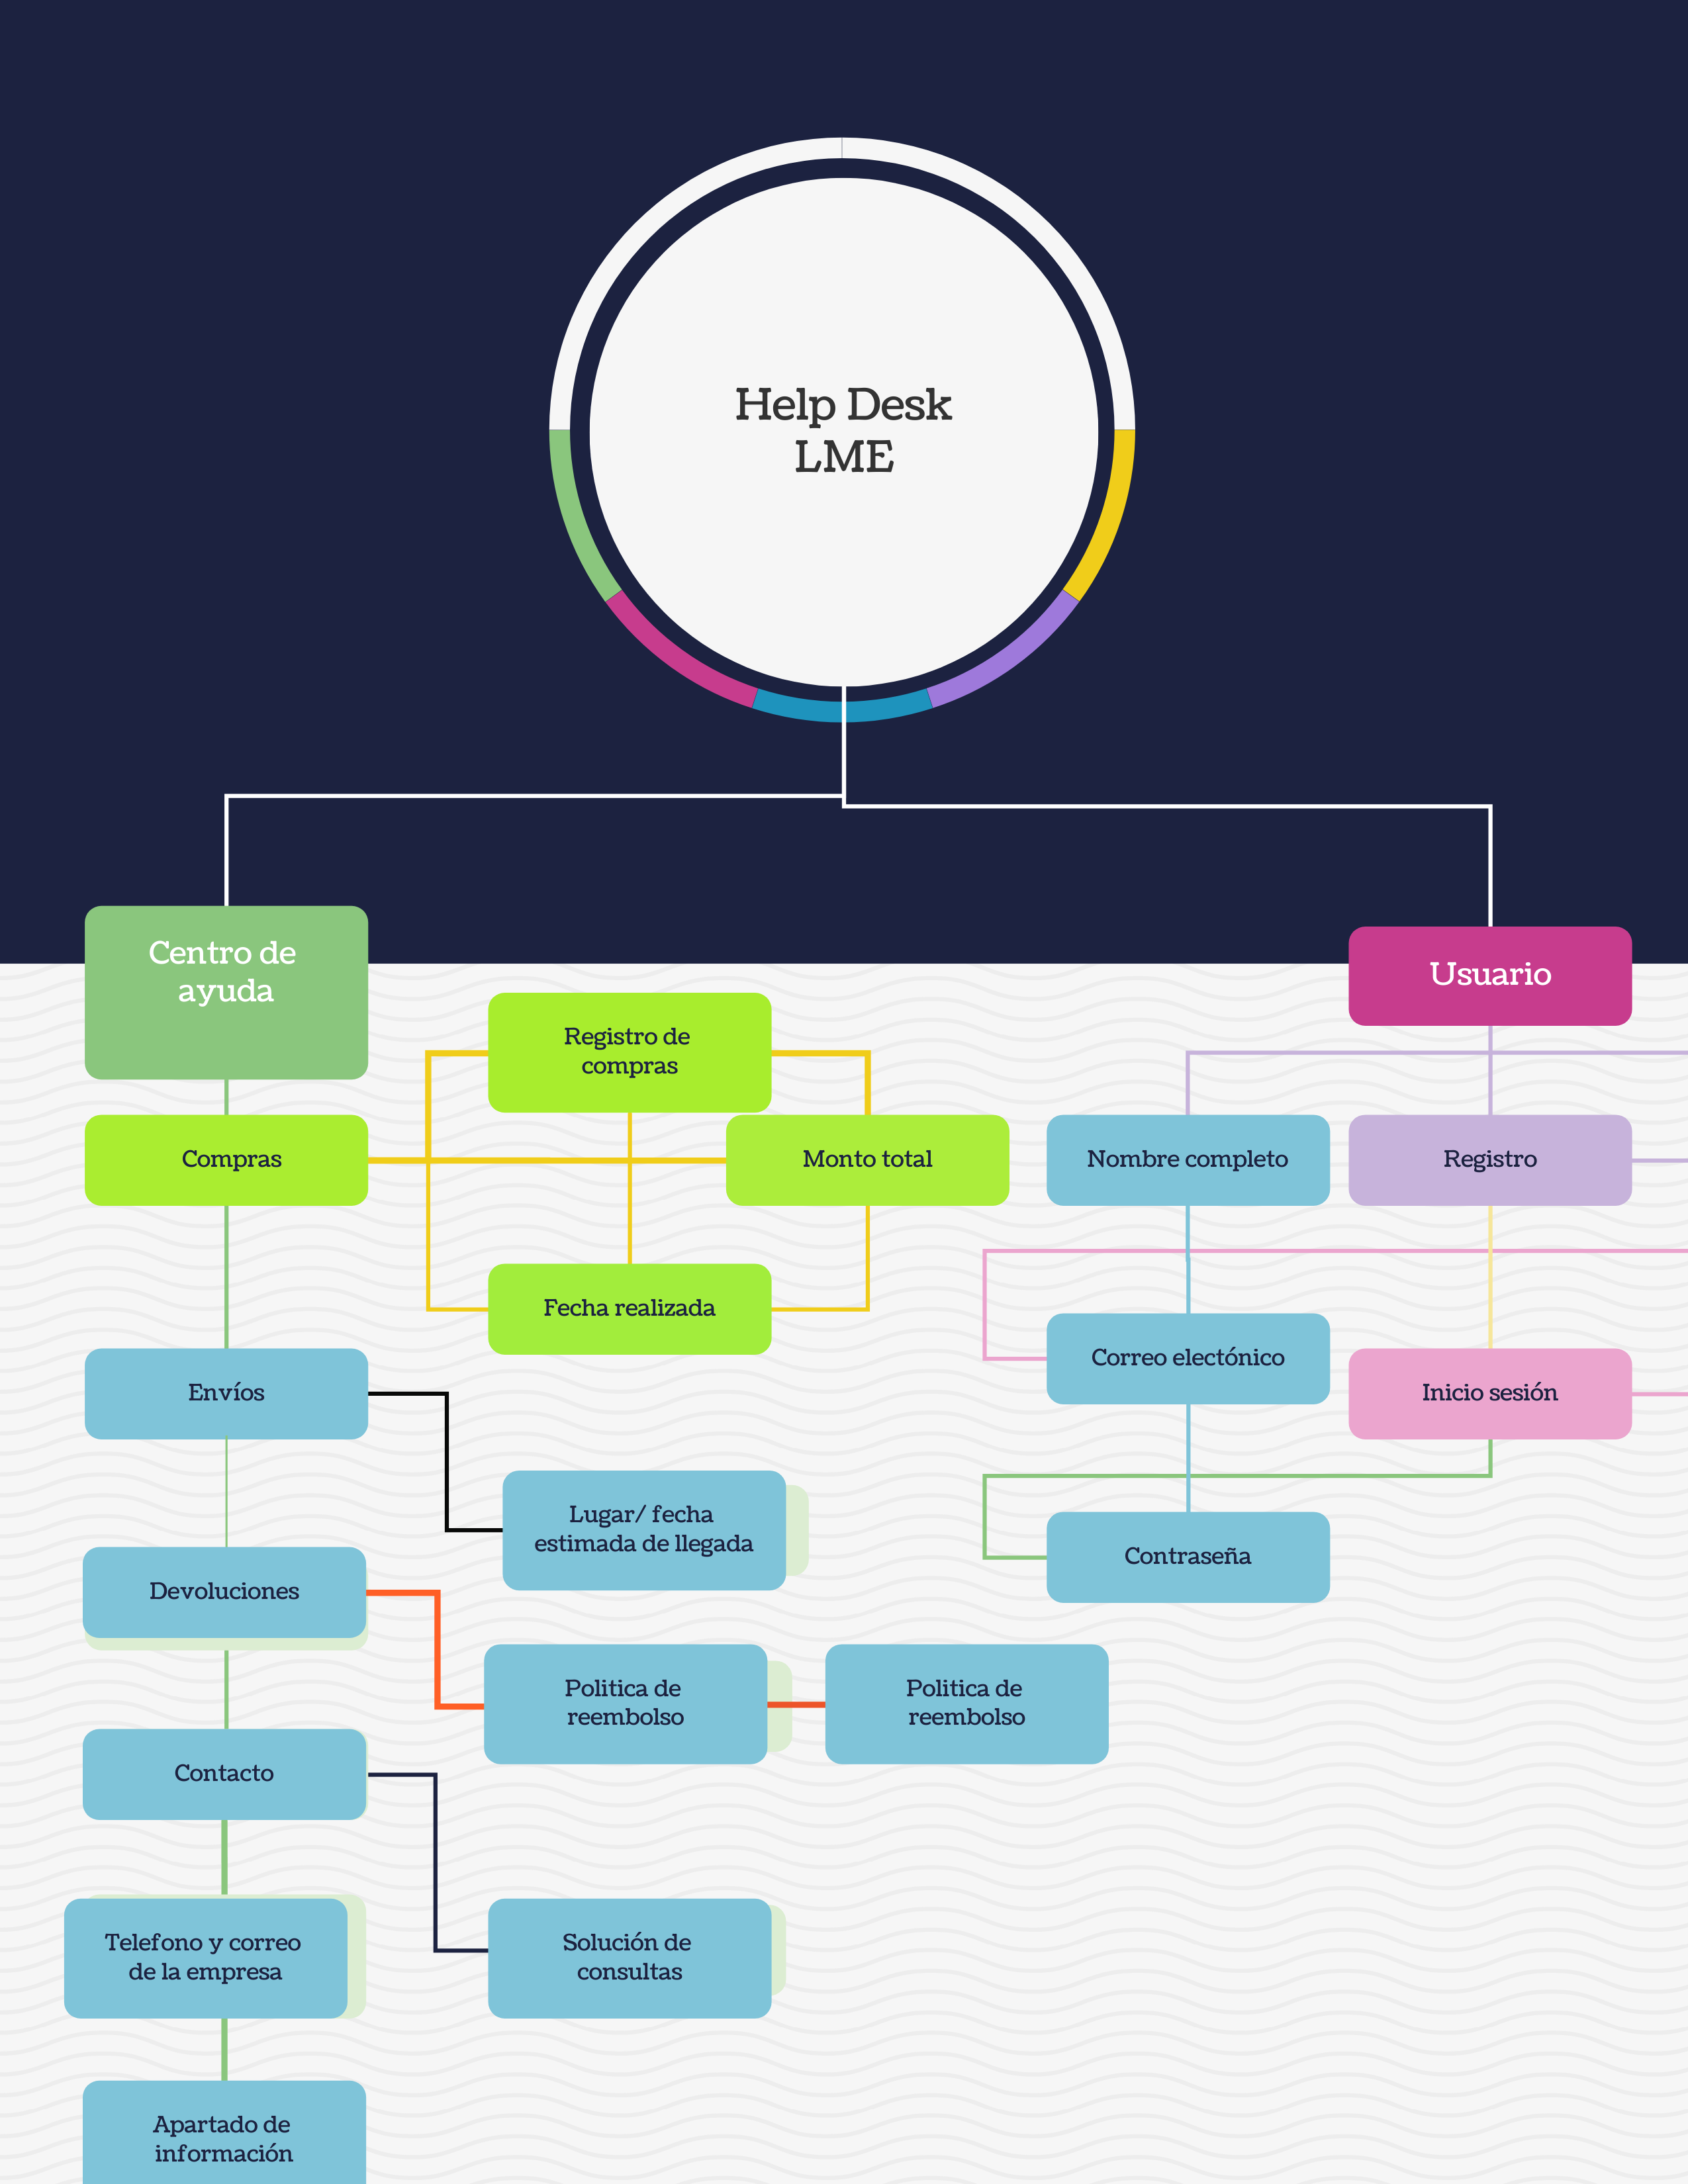 Help Desk
LME
Centro de
ayuda
Usuario
Registro de
compras
Compras
Monto total
Nombre completo
Registro
Fecha realizada
Correo electónico
Envíos
Inicio sesión
Lugar/ fecha
estimada de llegada
Contraseña
Devoluciones
Politica de
reembolso
Politica de
reembolso
Contacto
Telefono y correo
de la empresa
Solución de
consultas
Apartado de
información